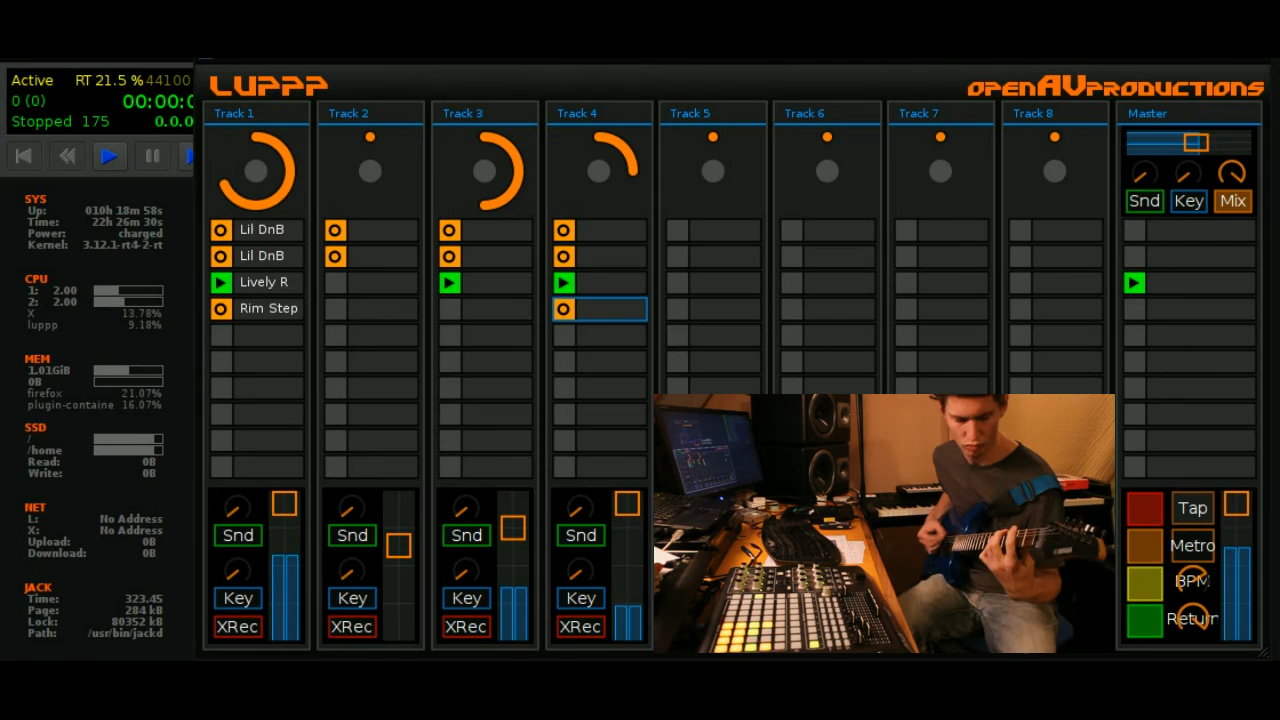 Active RT 21.5 % 44100
0 (0) 00:00:0
Stopped 175 0.0.0
SYS
Up: 010h 18m 58s
Time: 22h 26m 30s
Power: charged
Kernel: 3.12.1-rt4-2-rt
CPU
1: 2.00
2: 2.00
X 13.78%
luppp 9.18%
MEM
1.01GiB
0B
firefox 21.07%
plugin-containe 16.07%
SSD
/
/home
Read: 0B
Write: 0B
NET
L: No Address
X: No Address
Upload: 0B
Download: 0B
JACK
Time: 323.45
Page: 284 kB
Lock: 80352 kB
Path: /usr/bin/jackd
LUPPP
openAVproductions
Track 1 Track 2 Track 3 Track 4 Track 5 Track 6 Track 7 Track 8 Master
Snd Key Mix
Lil DnB
Lil DnB
Lively R
Rim Step
Snd Snd Snd Snd
Key Key Key Key
XRec XRec XRec XRec
Tap
Metro
BPM
Return